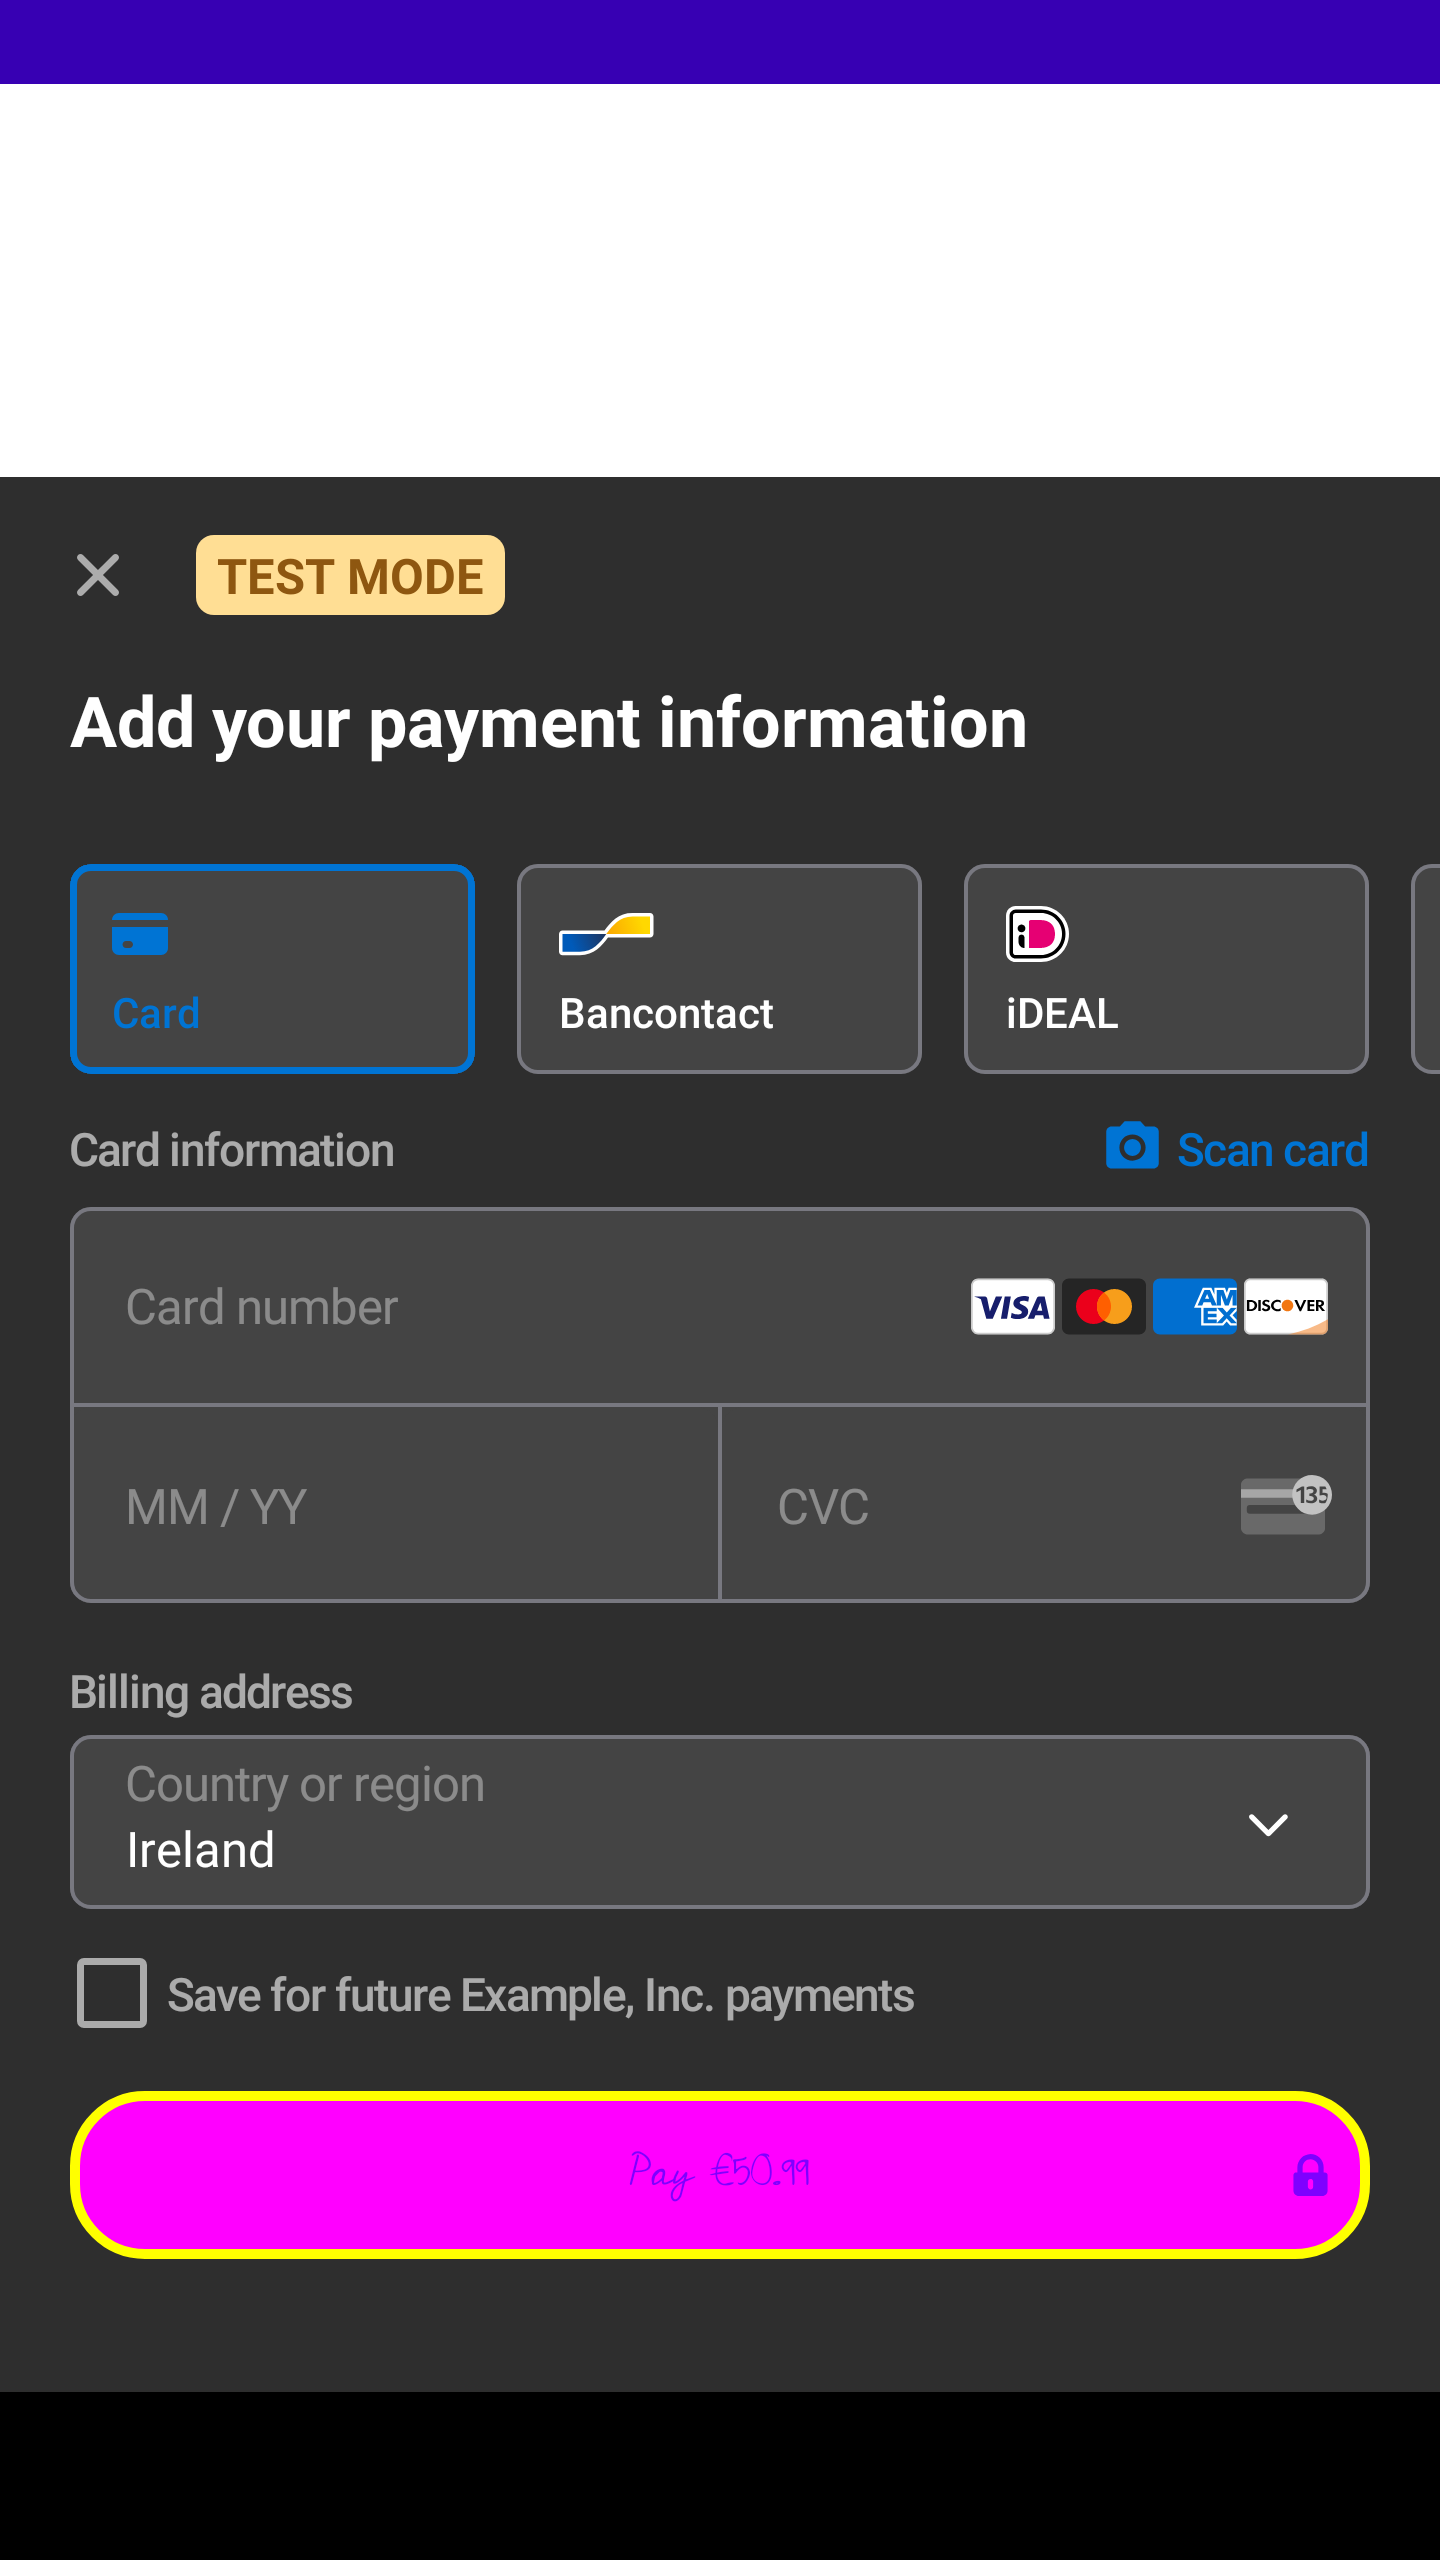 TEST MODE
Add your payment information
Card
Bancontact
iD
iDEAL
Card information
Scan card
Card number
VISA
AM
EX
DISCOVER
MM / YY
CVC
135
Billing address
Country or region
Ireland
Save for future Example, Inc. payments
Pay €50.99